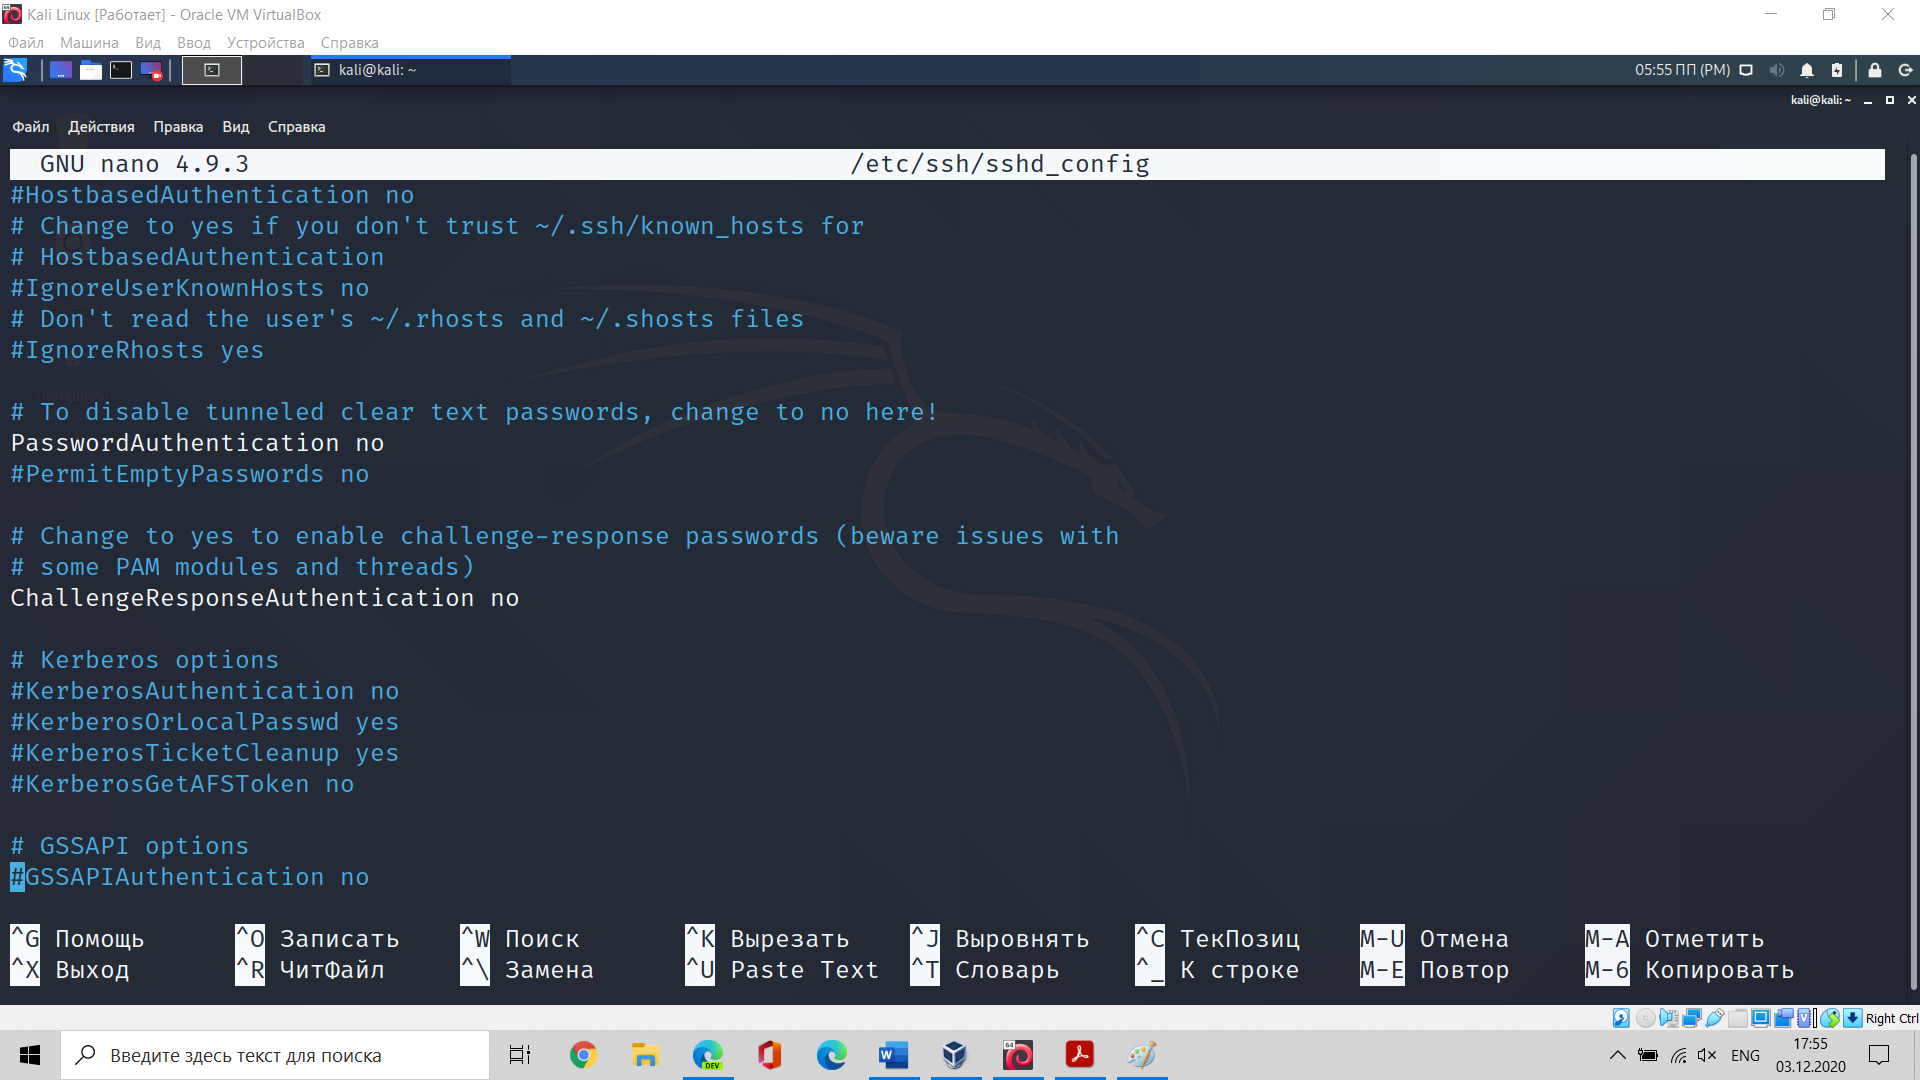 Kali Linux [Работает] - Oracle VM VirtualBox
Файл Машина Вид Ввод Устройства Справка
kali@kali: ~
05:55 ПП (PM)
kali@kali: ~
Файл Действия Правка Вид Справка
GNU nano 4.9.3 /etc/ssh/sshd_config
#HostbasedAuthentication no
# Change to yes if you don't trust ~/.ssh/known_hosts for
# HostbasedAuthentication
#IgnoreUserKnownHosts no
# Don't read the user's ~/.rhosts and ~/.shosts files
#IgnoreRhosts yes
# To disable tunneled clear text passwords, change to no here!
PasswordAuthentication no
#PermitEmptyPasswords no
# Change to yes to enable challenge-response passwords (beware issues with
# some PAM modules and threads)
ChallengeResponseAuthentication no
# Kerberos options
#KerberosAuthentication no
#KerberosOrLocalPasswd yes
#KerberosTicketCleanup yes
#KerberosGetAFSToken no
# GSSAPI options
#GSSAPIAuthentication no
^G Помощь ^O Записать ^W Поиск ^K Вырезать ^J Выровнять ^C ТекПозиц M-U Отмена M-A Отметить
^X Выход ^R ЧитФайл ^\ Замена ^U Paste Text ^T Словарь ^_ К строке M-E Повтор M-6 Копировать
Right Ctrl
Введите здесь текст для поиска
DEV
64
ENG
17:55
03.12.2020